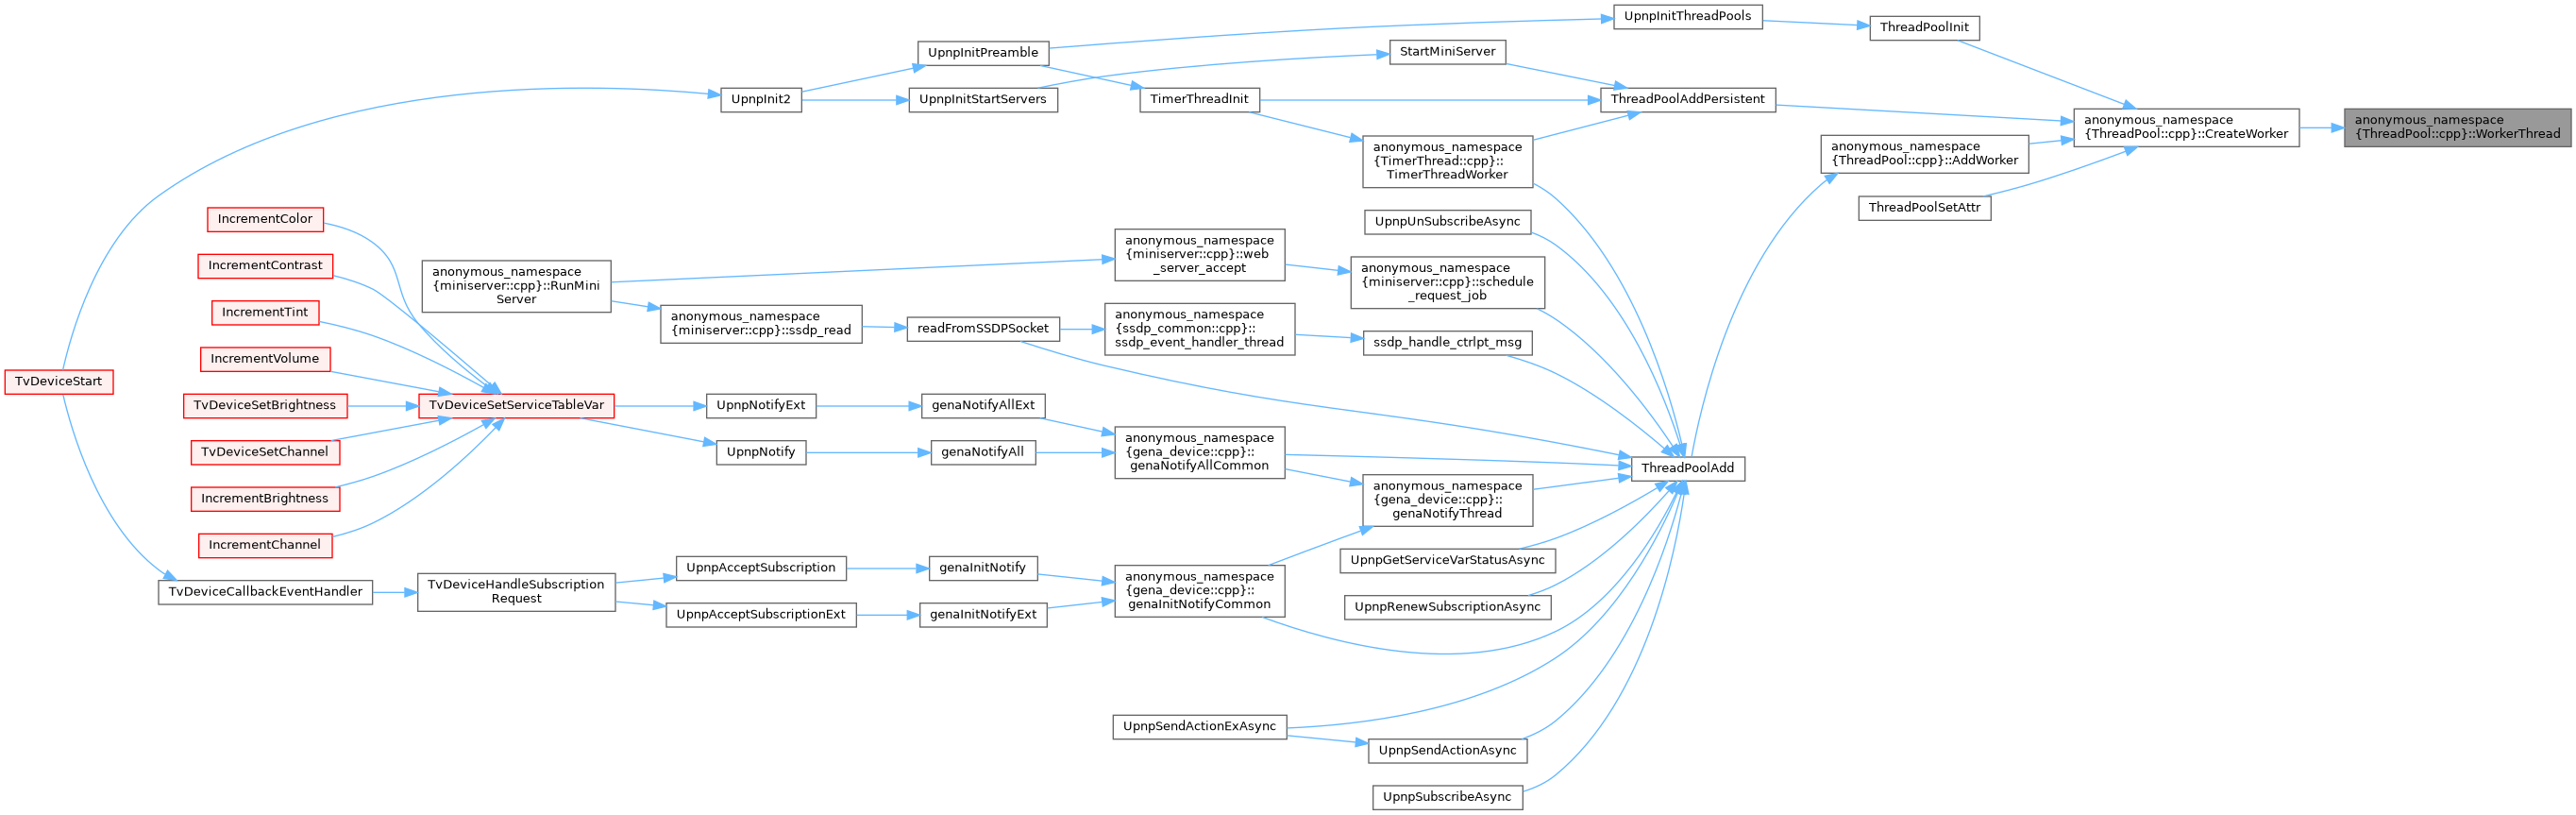 UpnpInitThreadPools
ThreadPoolInit
UpnpInitPreamble
StartMiniServer
UpnpInit2
UpnpInitStartServers
TimerThreadInit
ThreadPoolAddPersistent
anonymous_namespace
{ThreadPool::cpp}::CreateWorker
anonymous_namespace
{ThreadPool::cpp}::WorkerThread
anonymous_namespace
{TimerThread::cpp}::
TimerThreadWorker
anonymous_namespace
{ThreadPool::cpp}::AddWorker
ThreadPoolSetAttr
IncrementColor
UpnpUnSubscribeAsync
IncrementContrast
anonymous_namespace
{miniserver::cpp}::RunMini
Server
anonymous_namespace
{miniserver::cpp}::web
_server_accept
anonymous_namespace
{miniserver::cpp}::schedule
_request_job
IncrementTint
anonymous_namespace
{miniserver::cpp}::ssdp_read
readFromSSDPSocket
anonymous_namespace
{ssdp_common::cpp}::
ssdp_event_handler_thread
ssdp_handle_ctrlpt_msg
IncrementVolume
TvDeviceStart
TvDeviceSetBrightness
TvDeviceSetServiceTableVar
UpnpNotifyExt
genaNotifyAllExt
TvDeviceSetChannel
UpnpNotify
genaNotifyAll
anonymous_namespace
{gena_device::cpp}::
genaNotifyAllCommon
ThreadPoolAdd
IncrementBrightness
anonymous_namespace
{gena_device::cpp}::
genaNotifyThread
IncrementChannel
UpnpGetServiceVarStatusAsync
TvDeviceCallbackEventHandler
TvDeviceHandleSubscription
Request
UpnpAcceptSubscription
genaInitNotify
anonymous_namespace
{gena_device::cpp}::
genaInitNotifyCommon
UpnpRenewSubscriptionAsync
UpnpAcceptSubscriptionExt
genaInitNotifyExt
UpnpSendActionExAsync
UpnpSendActionAsync
UpnpSubscribeAsync